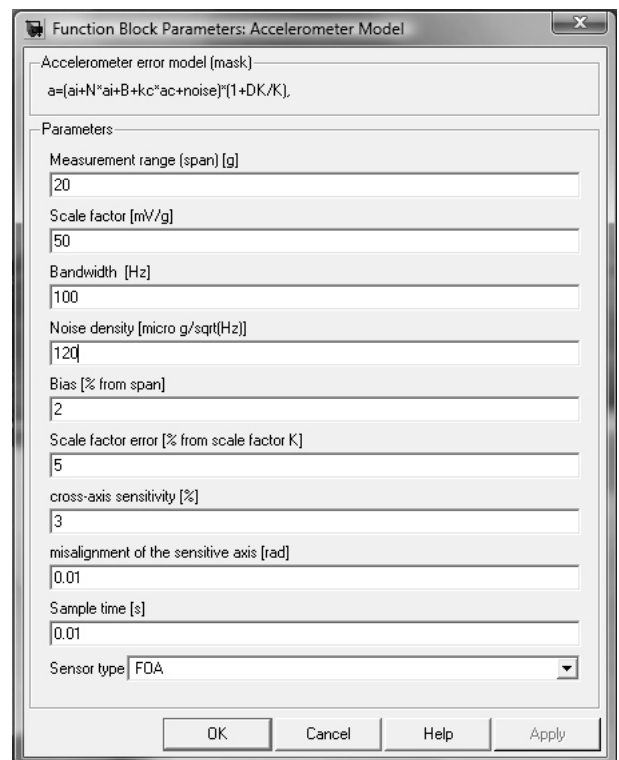 Function Block Parameters: Accelerometer Model
Accelerometer error model (mask)
a=(ai+N*ai+B+kc*ac+noise)*(1+DK/K),
Parameters
Measurement range (span) [g]
20
Scale factor [mV/g]
50
Bandwidth [Hz]
100
Noise density [micro g/sqrt(Hz)]
120
Bias [% from span]
2
Scale factor error [% from scale factor K]
5
cross-axis sensitivity [%]
3
misalignment of the sensitive axis [rad]
0.01
Sample time [s]
0.01
Sensor type FOA
OK Cancel Help Apply